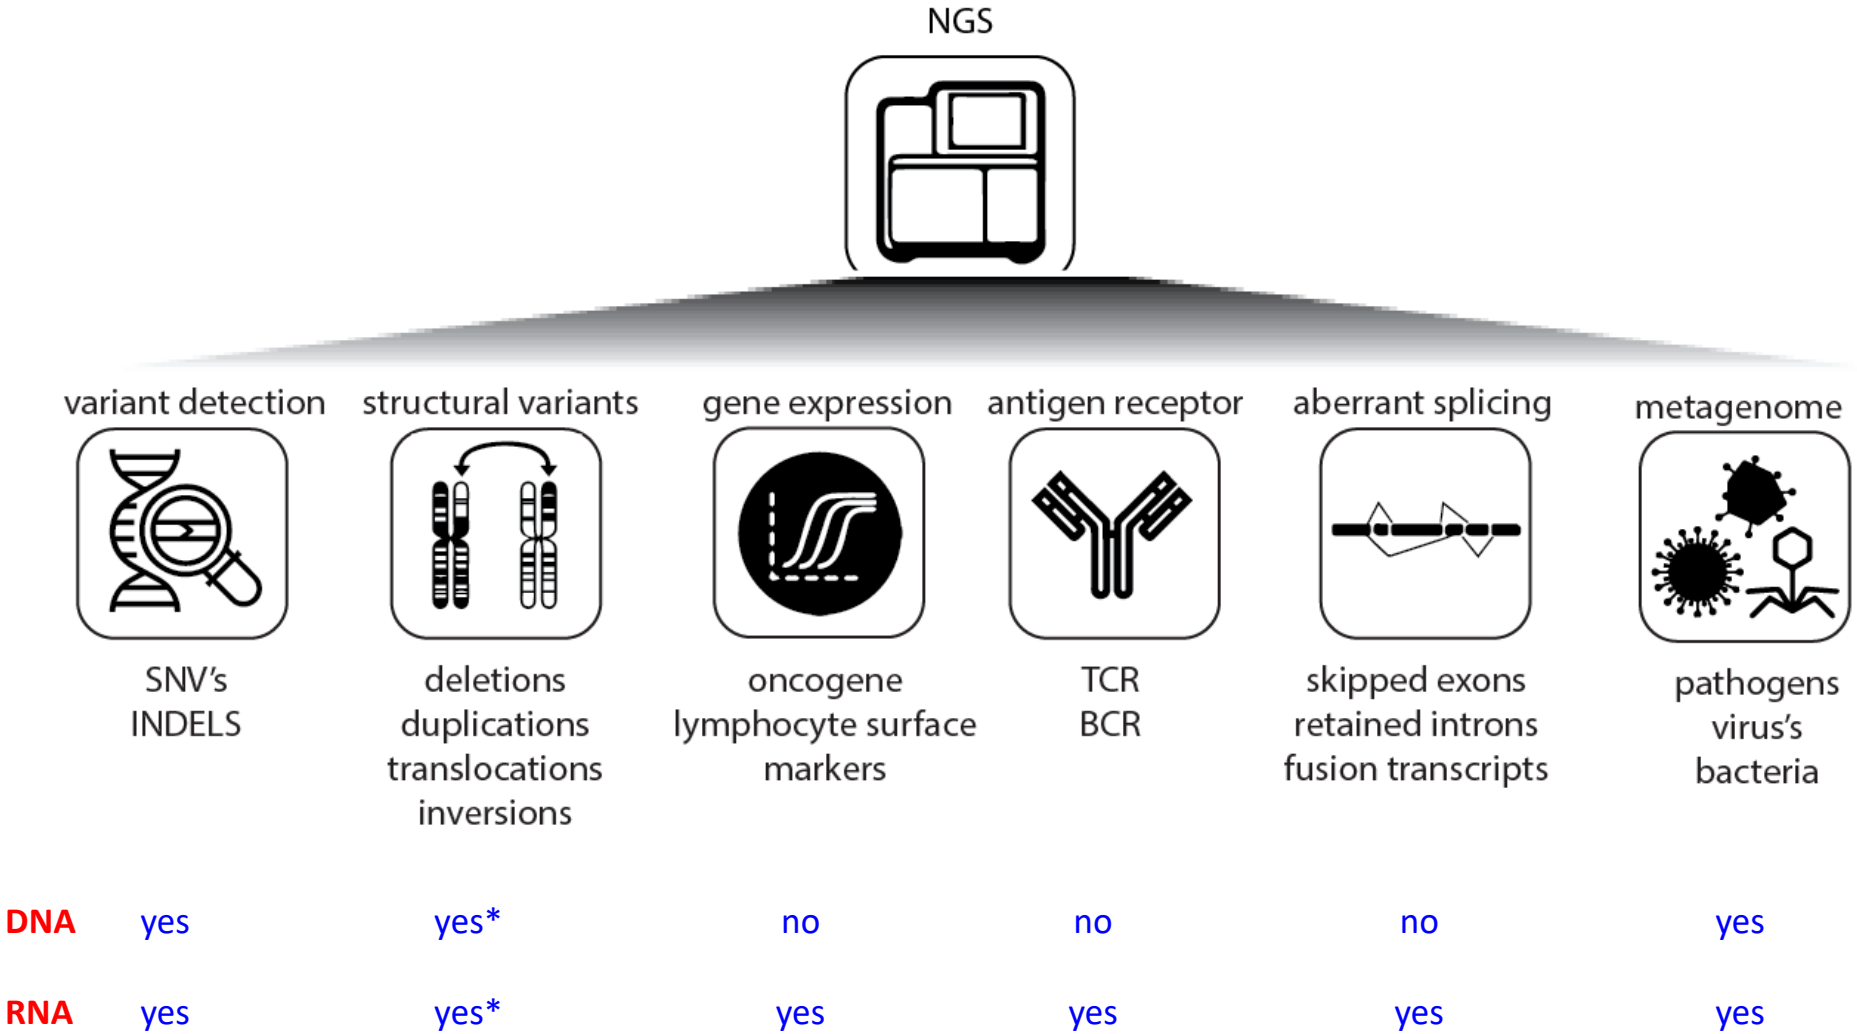 NGS
variant detection
structural variants
gene expression
antigen receptor
aberrant splicing
metagenome
SNV's
INDELS
deletions
duplications
translocations
inversions
oncogene
lymphocyte surface
markers
TCR
BCR
skipped exons
retained introns
fusion transcripts
pathogens
virus's
bacteria
DNA yes yes* no no no yes
RNA yes yes* yes yes yes yes